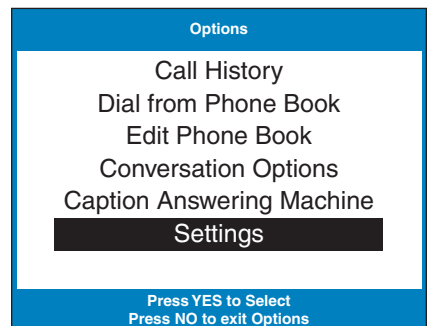 Options
Call History
Dial from Phone Book
Edit Phone Book
Conversation Options
Caption Answering Machine
Settings
Press YES to Select
Press NO to exit Options